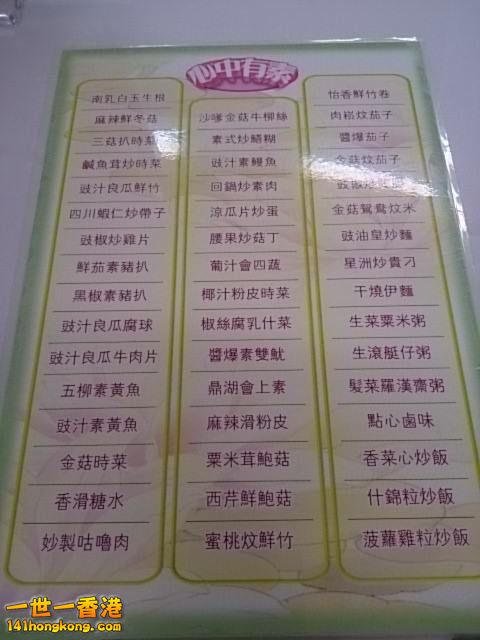 心中有素
南乳白玉生根
麻辣鮮冬菇
三菇扒時菜
鹹魚茸炒時菜
豉汁良瓜鮮竹
四川蝦仁炒帶子
豉椒炒雞片
鮮茄素豬扒
黑椒素豬扒
豉汁良瓜腐球
豉汁良瓜牛肉片
五柳素黃魚
豉汁素黃魚
金菇時菜
香滑糖水
妙製咕嚕肉
沙嗲金菇牛柳絲
素式炒鱔糊
豉汁素鰻魚
回鍋炒素肉
涼瓜片炒蛋
腰果炒菇丁
葡汁會四蔬
椰汁粉皮時菜
椒絲腐乳什菜
醬爆素雙魷
鼎湖會上素
麻辣滑粉皮
粟米茸鮑菇
西芹鮮鮑菇
蜜桃炆鮮竹
怡香鮮竹卷
肉崧炆茄子
醬爆茄子
金菇炆茄子
豉椒炒
金菇鴛鴦炆米
豉油皇炒麵
星洲炒貴刁
干燒伊麵
生菜粟米粥
生滾艇仔粥
髮菜羅漢齋粥
點心鹵味
香菜心炒飯
什錦粒炒飯
菠蘿雞粒炒飯
一世一香港
141hongkong.com